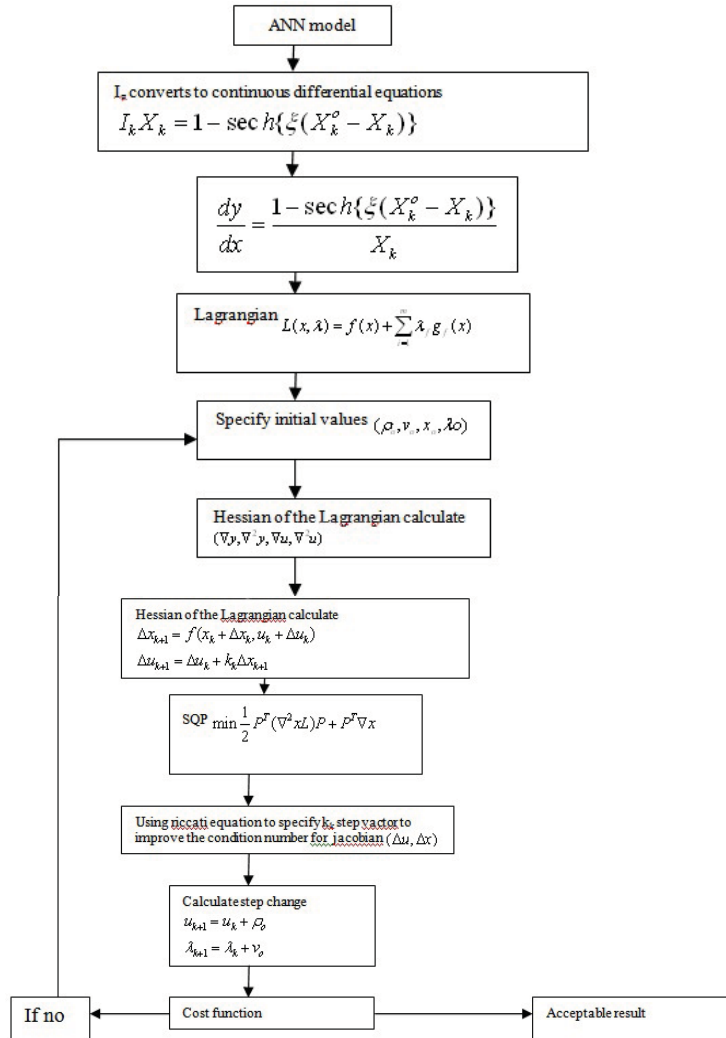 ANN model
I_g converts to continuous differential equations
I_k X_k = 1 − sec h{ξ(X_k^o − X_k)}
dy/dx = 1 − sec h{ξ(X_k^o − X_k)} / X_k
Lagrangian L(x, λ) = f(x) + ∑ λ_i g_i(x)
Specify initial values (ρ_o, v_o, x_o, λo)
Hessian of the Lagrangian calculate
(∇y, ∇²y, ∇u, ∇²u)
Hessian of the Lagrangian calculate
Δx_{k+1} = f(x_k + Δx_k, u_k + Δu_k)
Δu_{k+1} = Δu_k + k_k Δx_{k+1}
SQP min 1/2 P^T (∇²xL)P + P^T ∇x
Using riccati equation to specify k_k step vactor to
improve the condition number for jacobian (Δu, Δx)
Calculate step change
u_{k+1} = u_k + ρ_o
λ_{k+1} = λ_k + v_o
If no
Cost function
Acceptable result